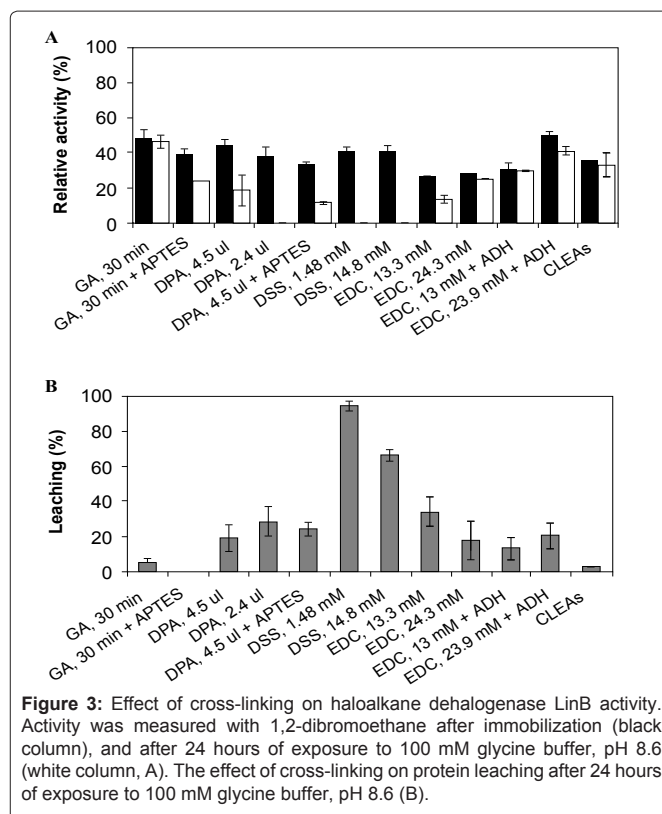 A
Relative activity (%)
100
80
60
40
20
0
GA, 30 min
GA, 30 min + APTES
DPA, 4.5 ul
DPA, 2.4 ul
DPA, 4.5 ul + APTES
DSS, 1.48 mM
DSS, 14.8 mM
EDC, 13.3 mM
EDC, 24.3 mM
EDC, 13 mM + ADH
EDC, 23.9 mM + ADH
CLEAs
B
Leaching (%)
100
80
60
40
20
0
GA, 30 min
GA, 30 min + APTES
DPA, 4.5 ul
DPA, 2.4 ul
DPA, 4.5 ul + APTES
DSS, 1.48 mM
DSS, 14.8 mM
EDC, 13.3 mM
EDC, 24.3 mM
EDC, 13 mM + ADH
EDC, 23.9 mM + ADH
CLEAs
Figure 3: Effect of cross-linking on haloalkane dehalogenase LinB activity.
Activity was measured with 1,2-dibromoethane after immobilization (black
column), and after 24 hours of exposure to 100 mM glycine buffer, pH 8.6
(white column, A). The effect of cross-linking on protein leaching after 24 hours
of exposure to 100 mM glycine buffer, pH 8.6 (B).